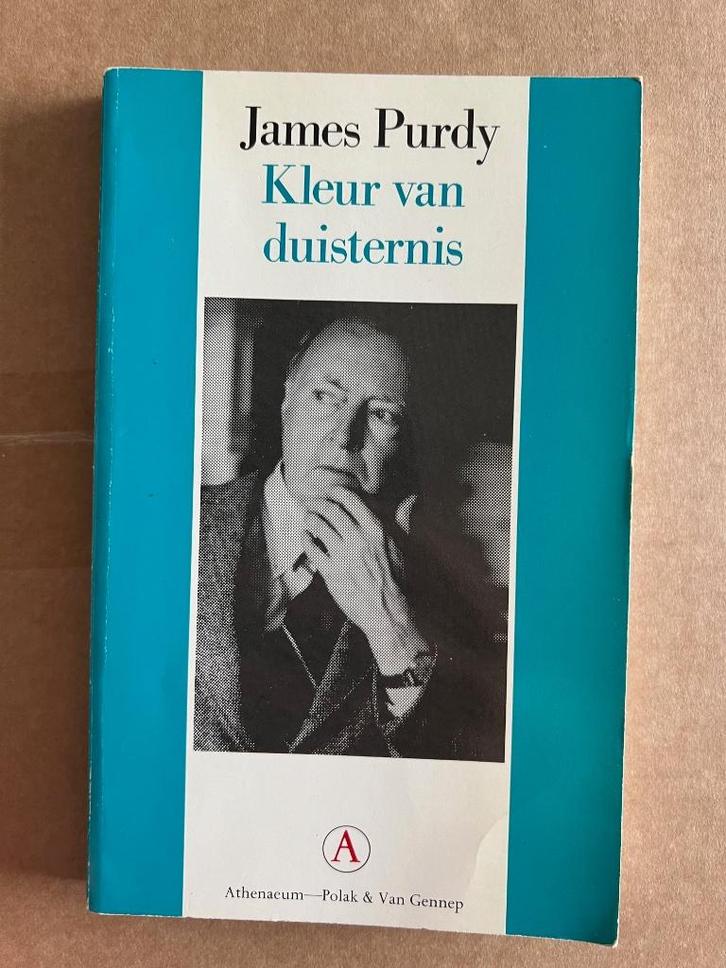 James Purdy
Kleur van
duisternis
A
Athenaeum—Polak & Van Gennep